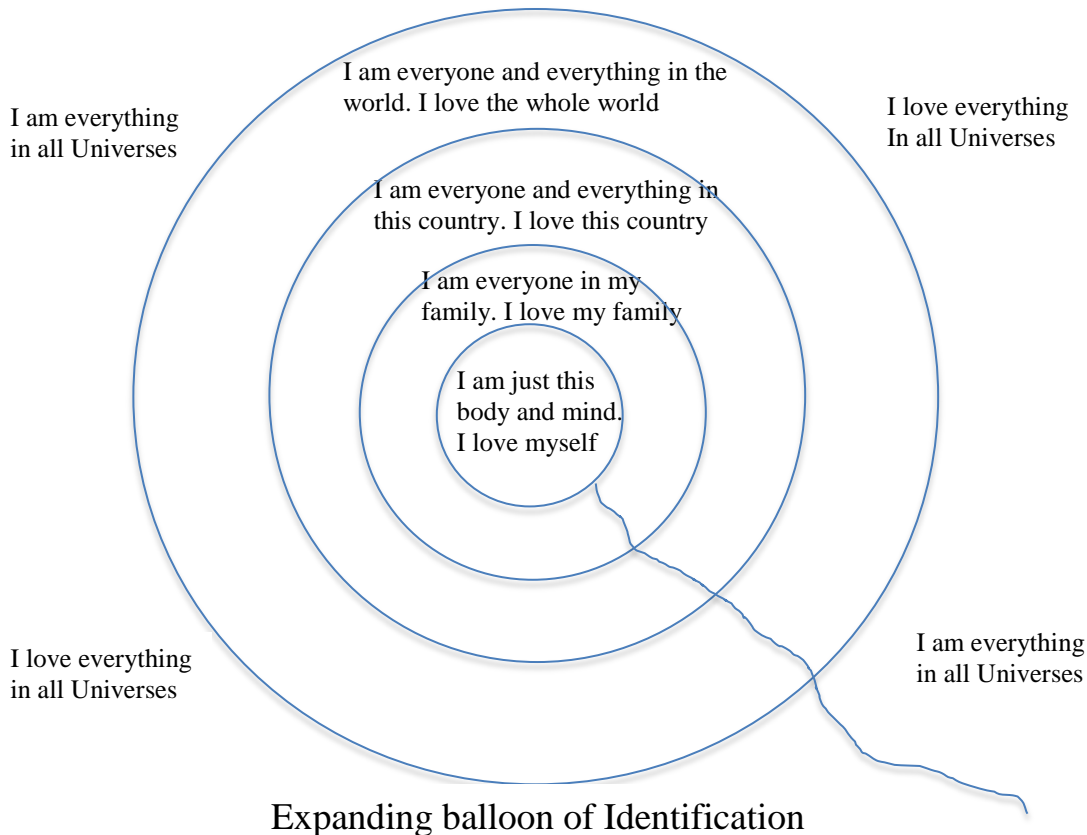 I am everyone and everything in the
world. I love the whole world
I am everything
in all Universes
I love everything
In all Universes
I am everyone and everything in
this country. I love this country
I am everyone in my
family. I love my family
I am just this
body and mind.
I love myself
I love everything
in all Universes
I am everything
in all Universes
Expanding balloon of Identification